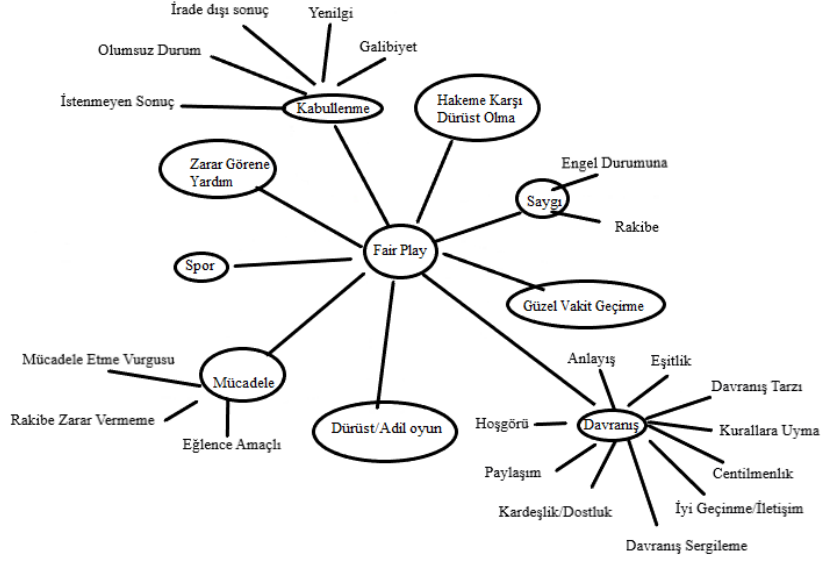 İrade dışı sonuç
Yenilgi
Galibiyet
Olumsuz Durum
İstenmeyen Sonuç
Kabullenme
Hakeme Karşı
Dürüst Olma
Zarar Görene
Yardım
Engel Durumuna
Saygı
Rakibe
Fair Play
Spor
Güzel Vakit Geçirme
Mücadele Etme Vurgusu
Mücadele
Rakibe Zarar Vermeme
Eğlence Amaçlı
Dürüst/Adil oyun
Anlayış
Eşitlik
Davranış Tarzı
Hoşgörü
Davranış
Kurallara Uyma
Paylaşım
Centilmenlık
Kardeşlik/Dostluk
İyi Geçinme/İletişim
Davranış Sergileme